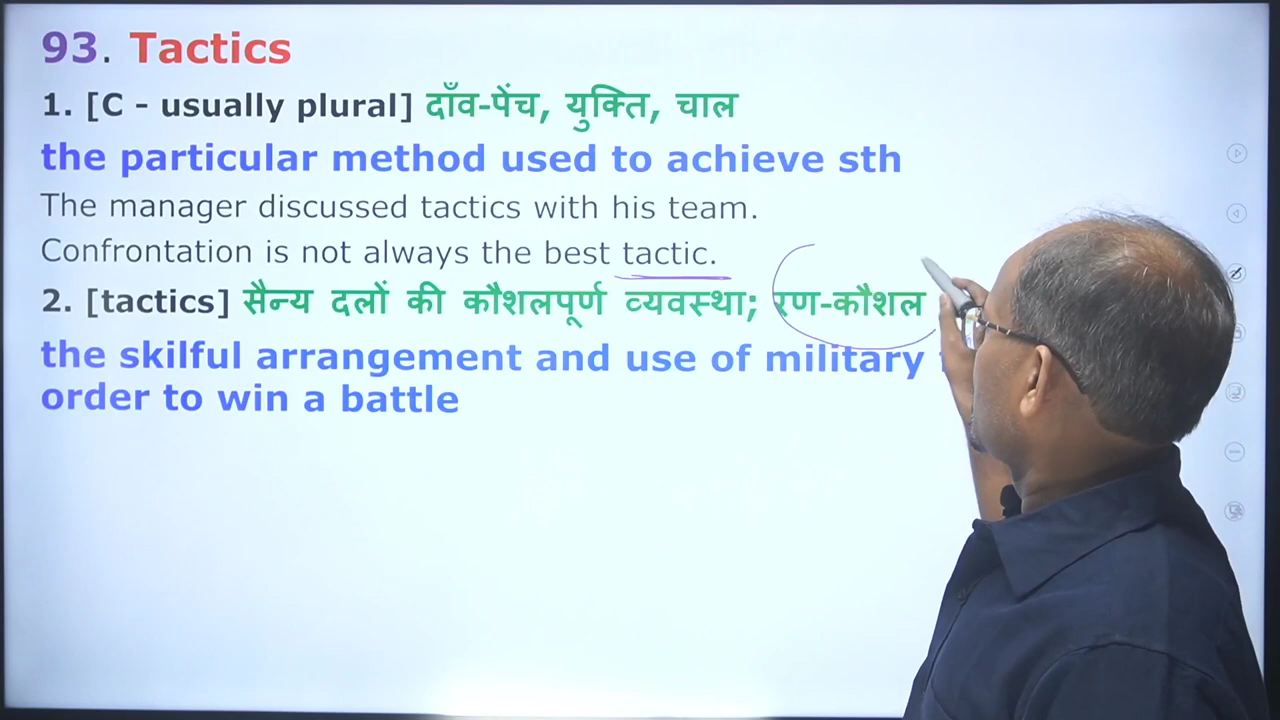 93. Tactics
1. [C - usually plural] दाँव-पेंच, युक्ति, चाल
the particular method used to achieve sth
The manager discussed tactics with his team.
Confrontation is not always the best tactic.
2. [tactics] सैन्य दलों की कौशलपूर्ण व्यवस्था; रण-कौशल
the skilful arrangement and use of military
order to win a battle